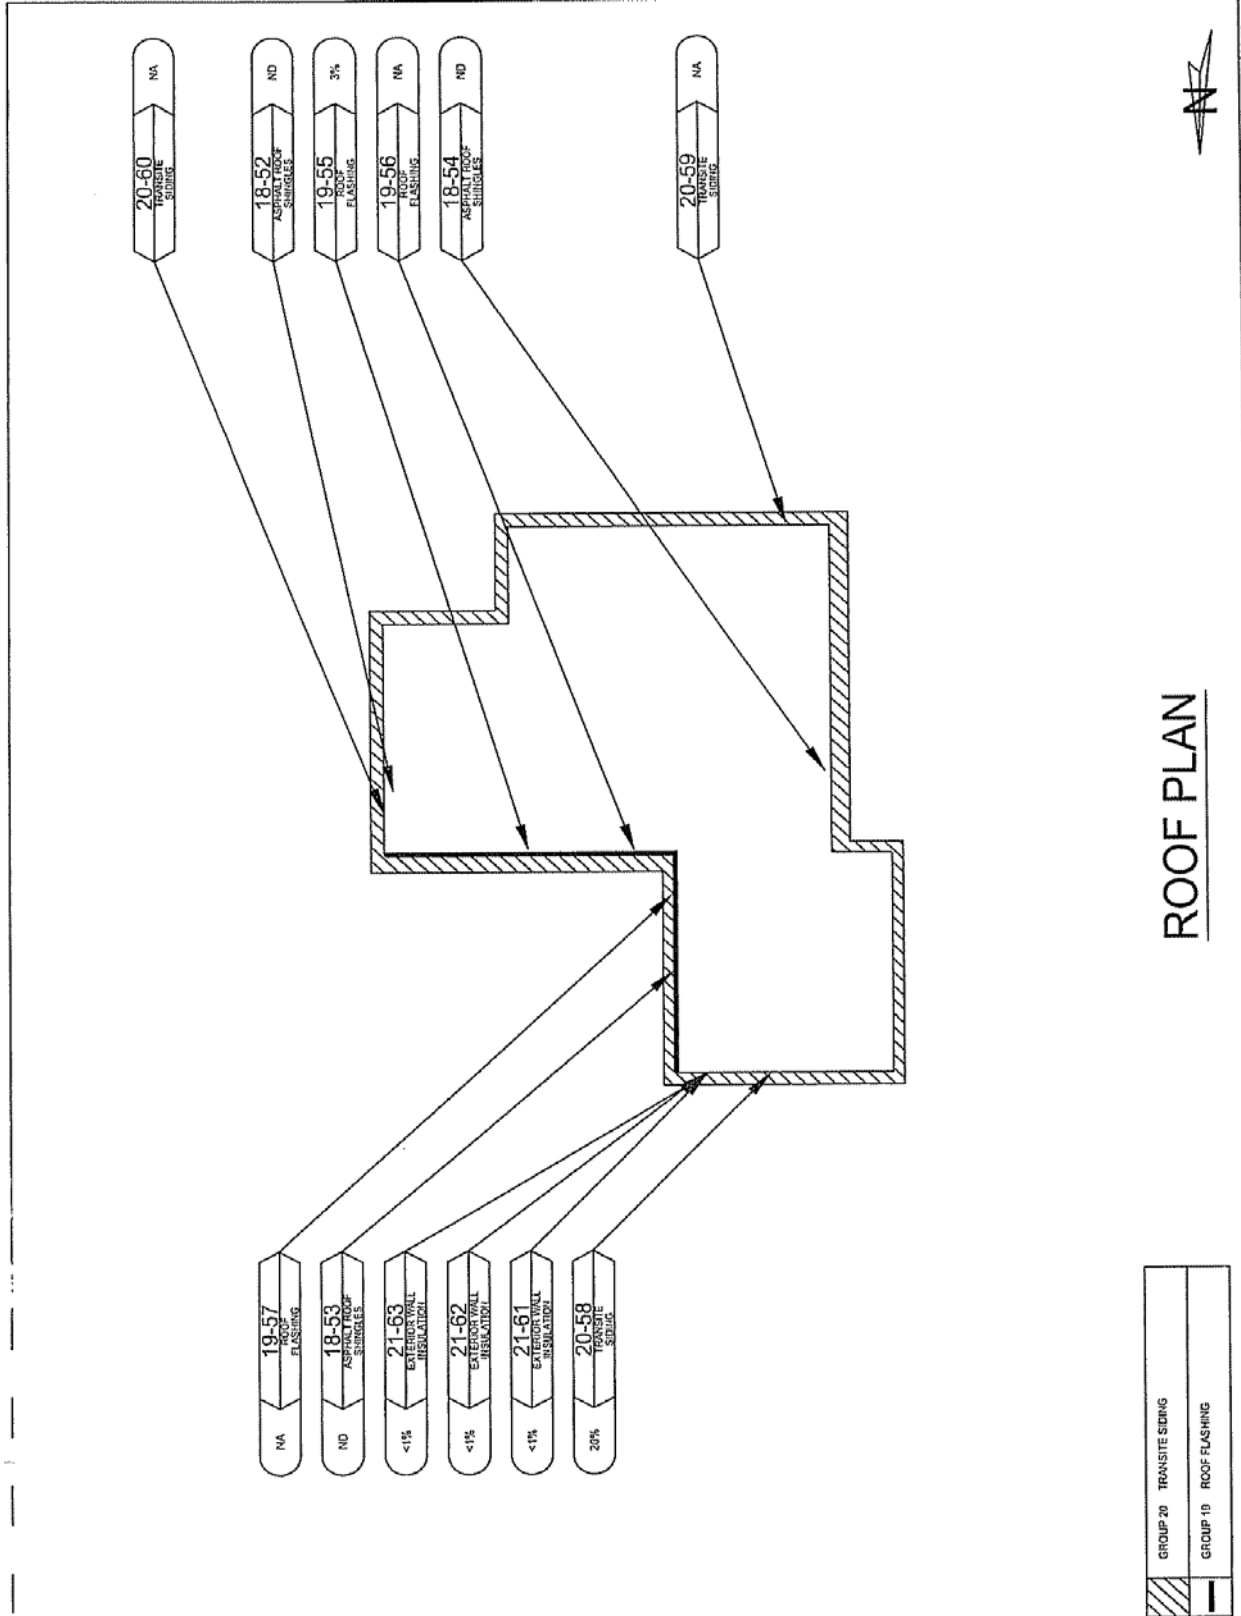 20-60
TRANSITE
SIDING
NA
18-52
ASPHALT ROOF
SHINGLES
ND
19-55
ROOF
FLASHING
3%
19-56
ROOF
FLASHING
NA
18-54
ASPHALT ROOF
SHINGLES
ND
20-59
TRANSITE
SIDING
NA
N
19-57
ROOF
FLASHING
NA
18-53
ASPHALT ROOF
SHINGLES
ND
21-63
EXTERIOR WALL
INSULATION
<1%
21-62
EXTERIOR WALL
INSULATION
<1%
21-61
EXTERIOR WALL
INSULATION
<1%
20-58
TRANSITE
SIDING
20%
ROOF PLAN
GROUP 20 TRANSITE SIDING
GROUP 19 ROOF FLASHING